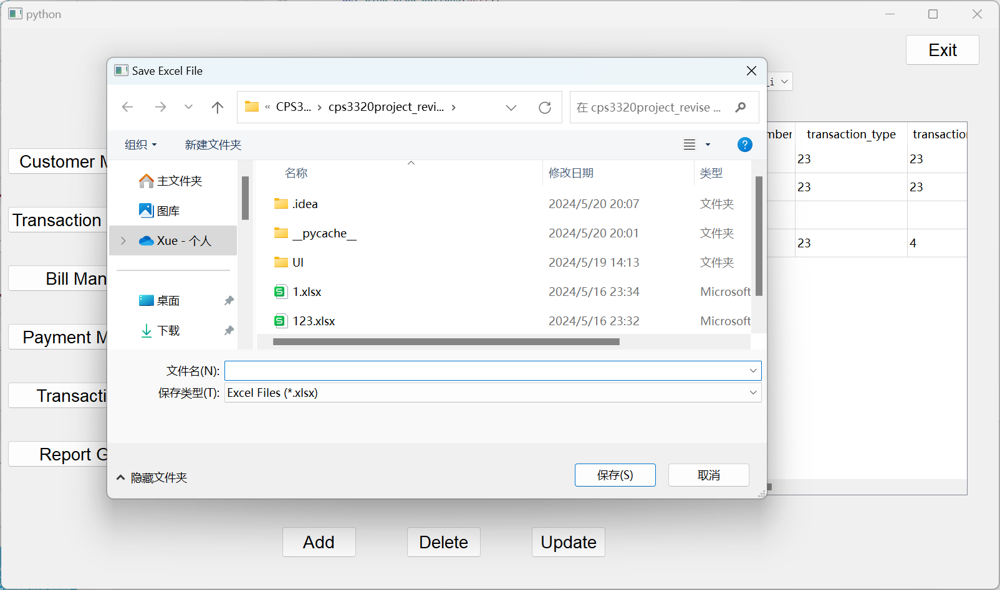 python
Exit
Save Excel File
_i
« CPS3... › cps3320project_revi... ›
在 cps3320project_revise ...
mber transaction_type transaction
组织 新建文件夹
Customer M
23 23
主文件夹
名称 修改日期 类型
23 23
图库
.idea 2024/5/20 20:07 文件夹
Transaction
Xue - 个人
__pycache__ 2024/5/20 20:01 文件夹
23 4
UI 2024/5/19 14:13 文件夹
Bill Man
1.xlsx 2024/5/16 23:34 Microsoft
桌面
123.xlsx 2024/5/16 23:32 Microsoft
下载
Payment M
文件名(N):
保存类型(T): Excel Files (*.xlsx)
Transacti
Report G
隐藏文件夹
保存(S) 取消
Add Delete Update